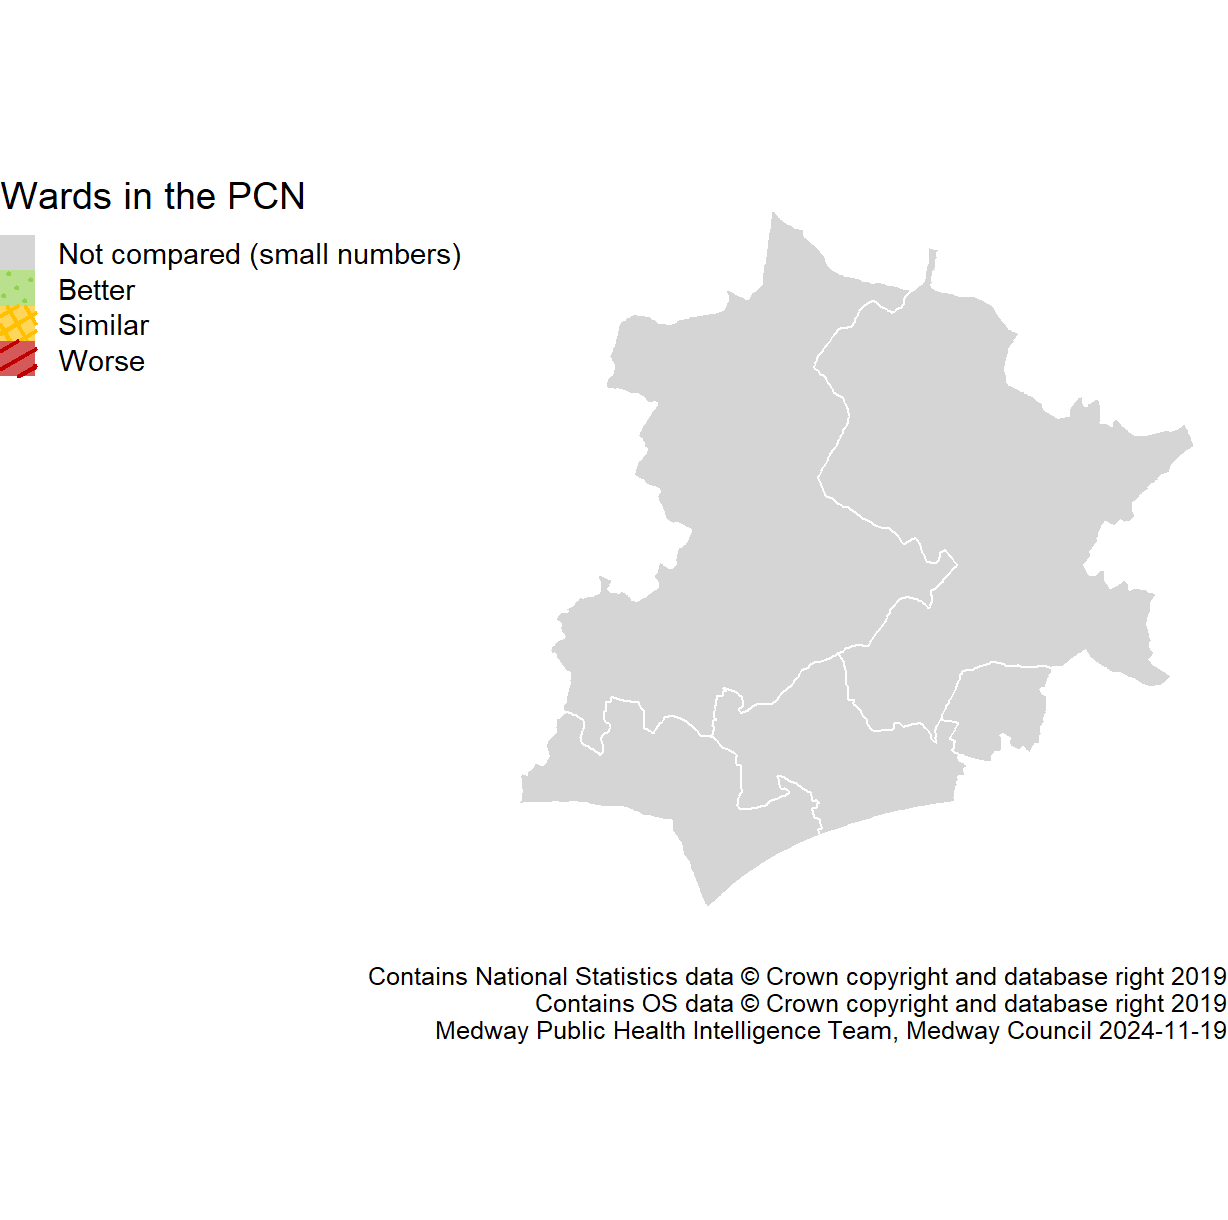 Wards in the PCN
Not compared (small numbers)
Better
Similar
Worse
Contains National Statistics data © Crown copyright and database right 2019
Contains OS data © Crown copyright and database right 2019
Medway Public Health Intelligence Team, Medway Council 2024-11-19